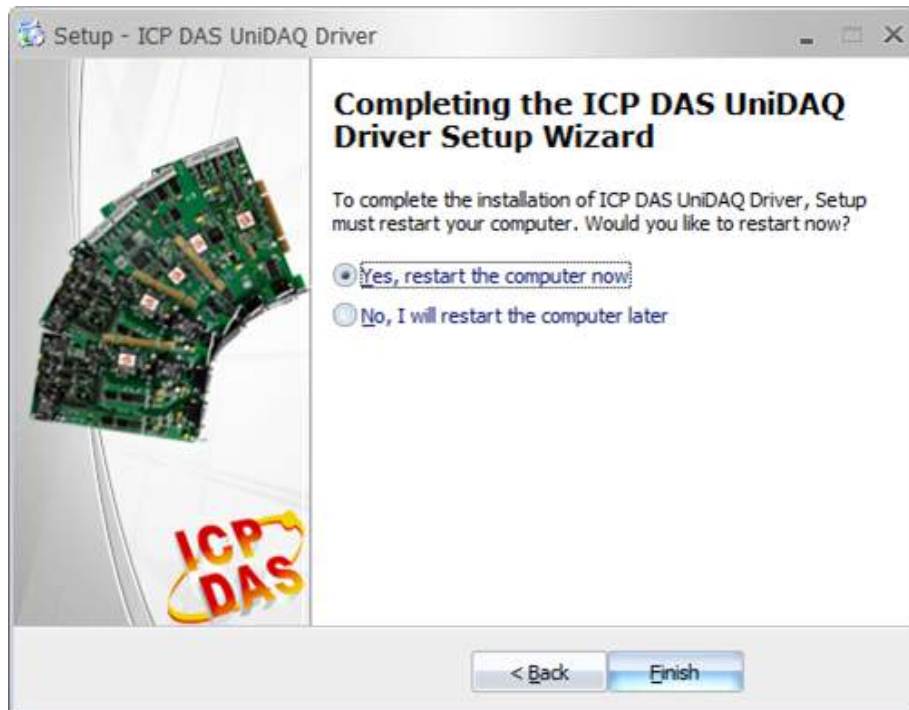 Setup - ICP DAS UniDAQ Driver
Completing the ICP DAS UniDAQ
Driver Setup Wizard
To complete the installation of ICP DAS UniDAQ Driver, Setup
must restart your computer. Would you like to restart now?
Yes, restart the computer now
No, I will restart the computer later
ICP
DAS
< Back
Finish